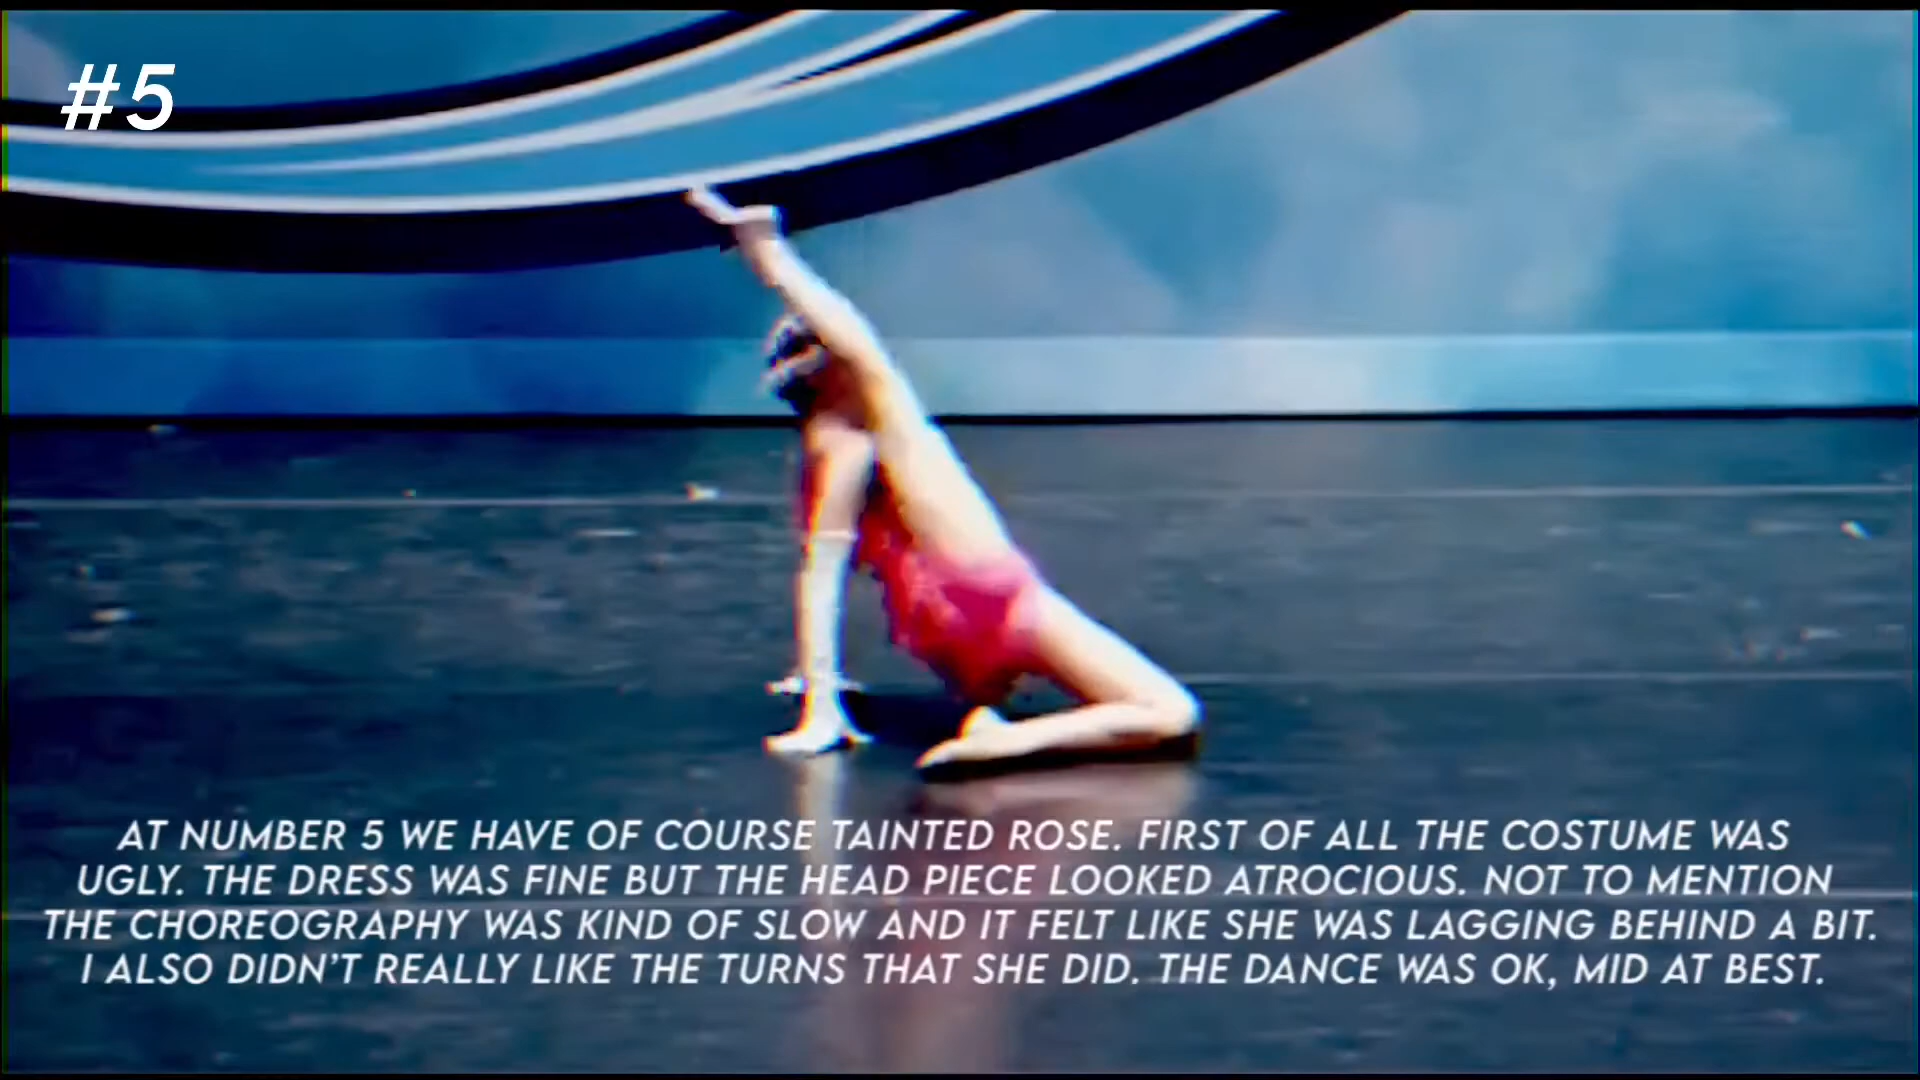 #5
AT NUMBER 5 WE HAVE OF COURSE TAINTED ROSE. FIRST OF ALL THE COSTUME WAS
UGLY. THE DRESS WAS FINE BUT THE HEAD PIECE LOOKED ATROCIOUS. NOT TO MENTION
THE CHOREOGRAPHY WAS KIND OF SLOW AND IT FELT LIKE SHE WAS LAGGING BEHIND A BIT.
I ALSO DIDN'T REALLY LIKE THE TURNS THAT SHE DID. THE DANCE WAS OK, MID AT BEST.